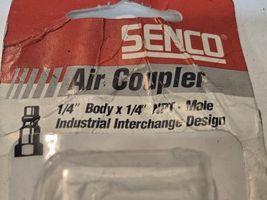 SENCO
Air Coupler
1/4" Body x 1/4" NPT - Male
Industrial Interchange Design